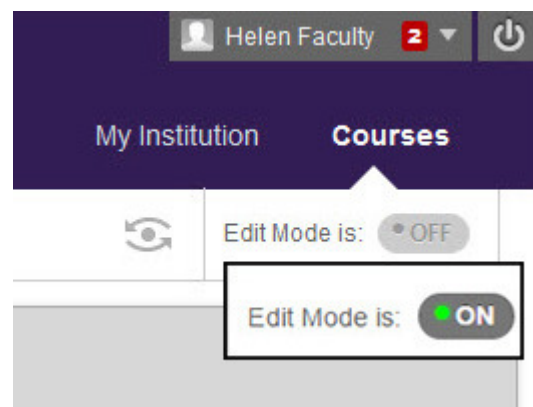 Helen Faculty 2
My Institution Courses
Edit Mode is: OFF
Edit Mode is: ON